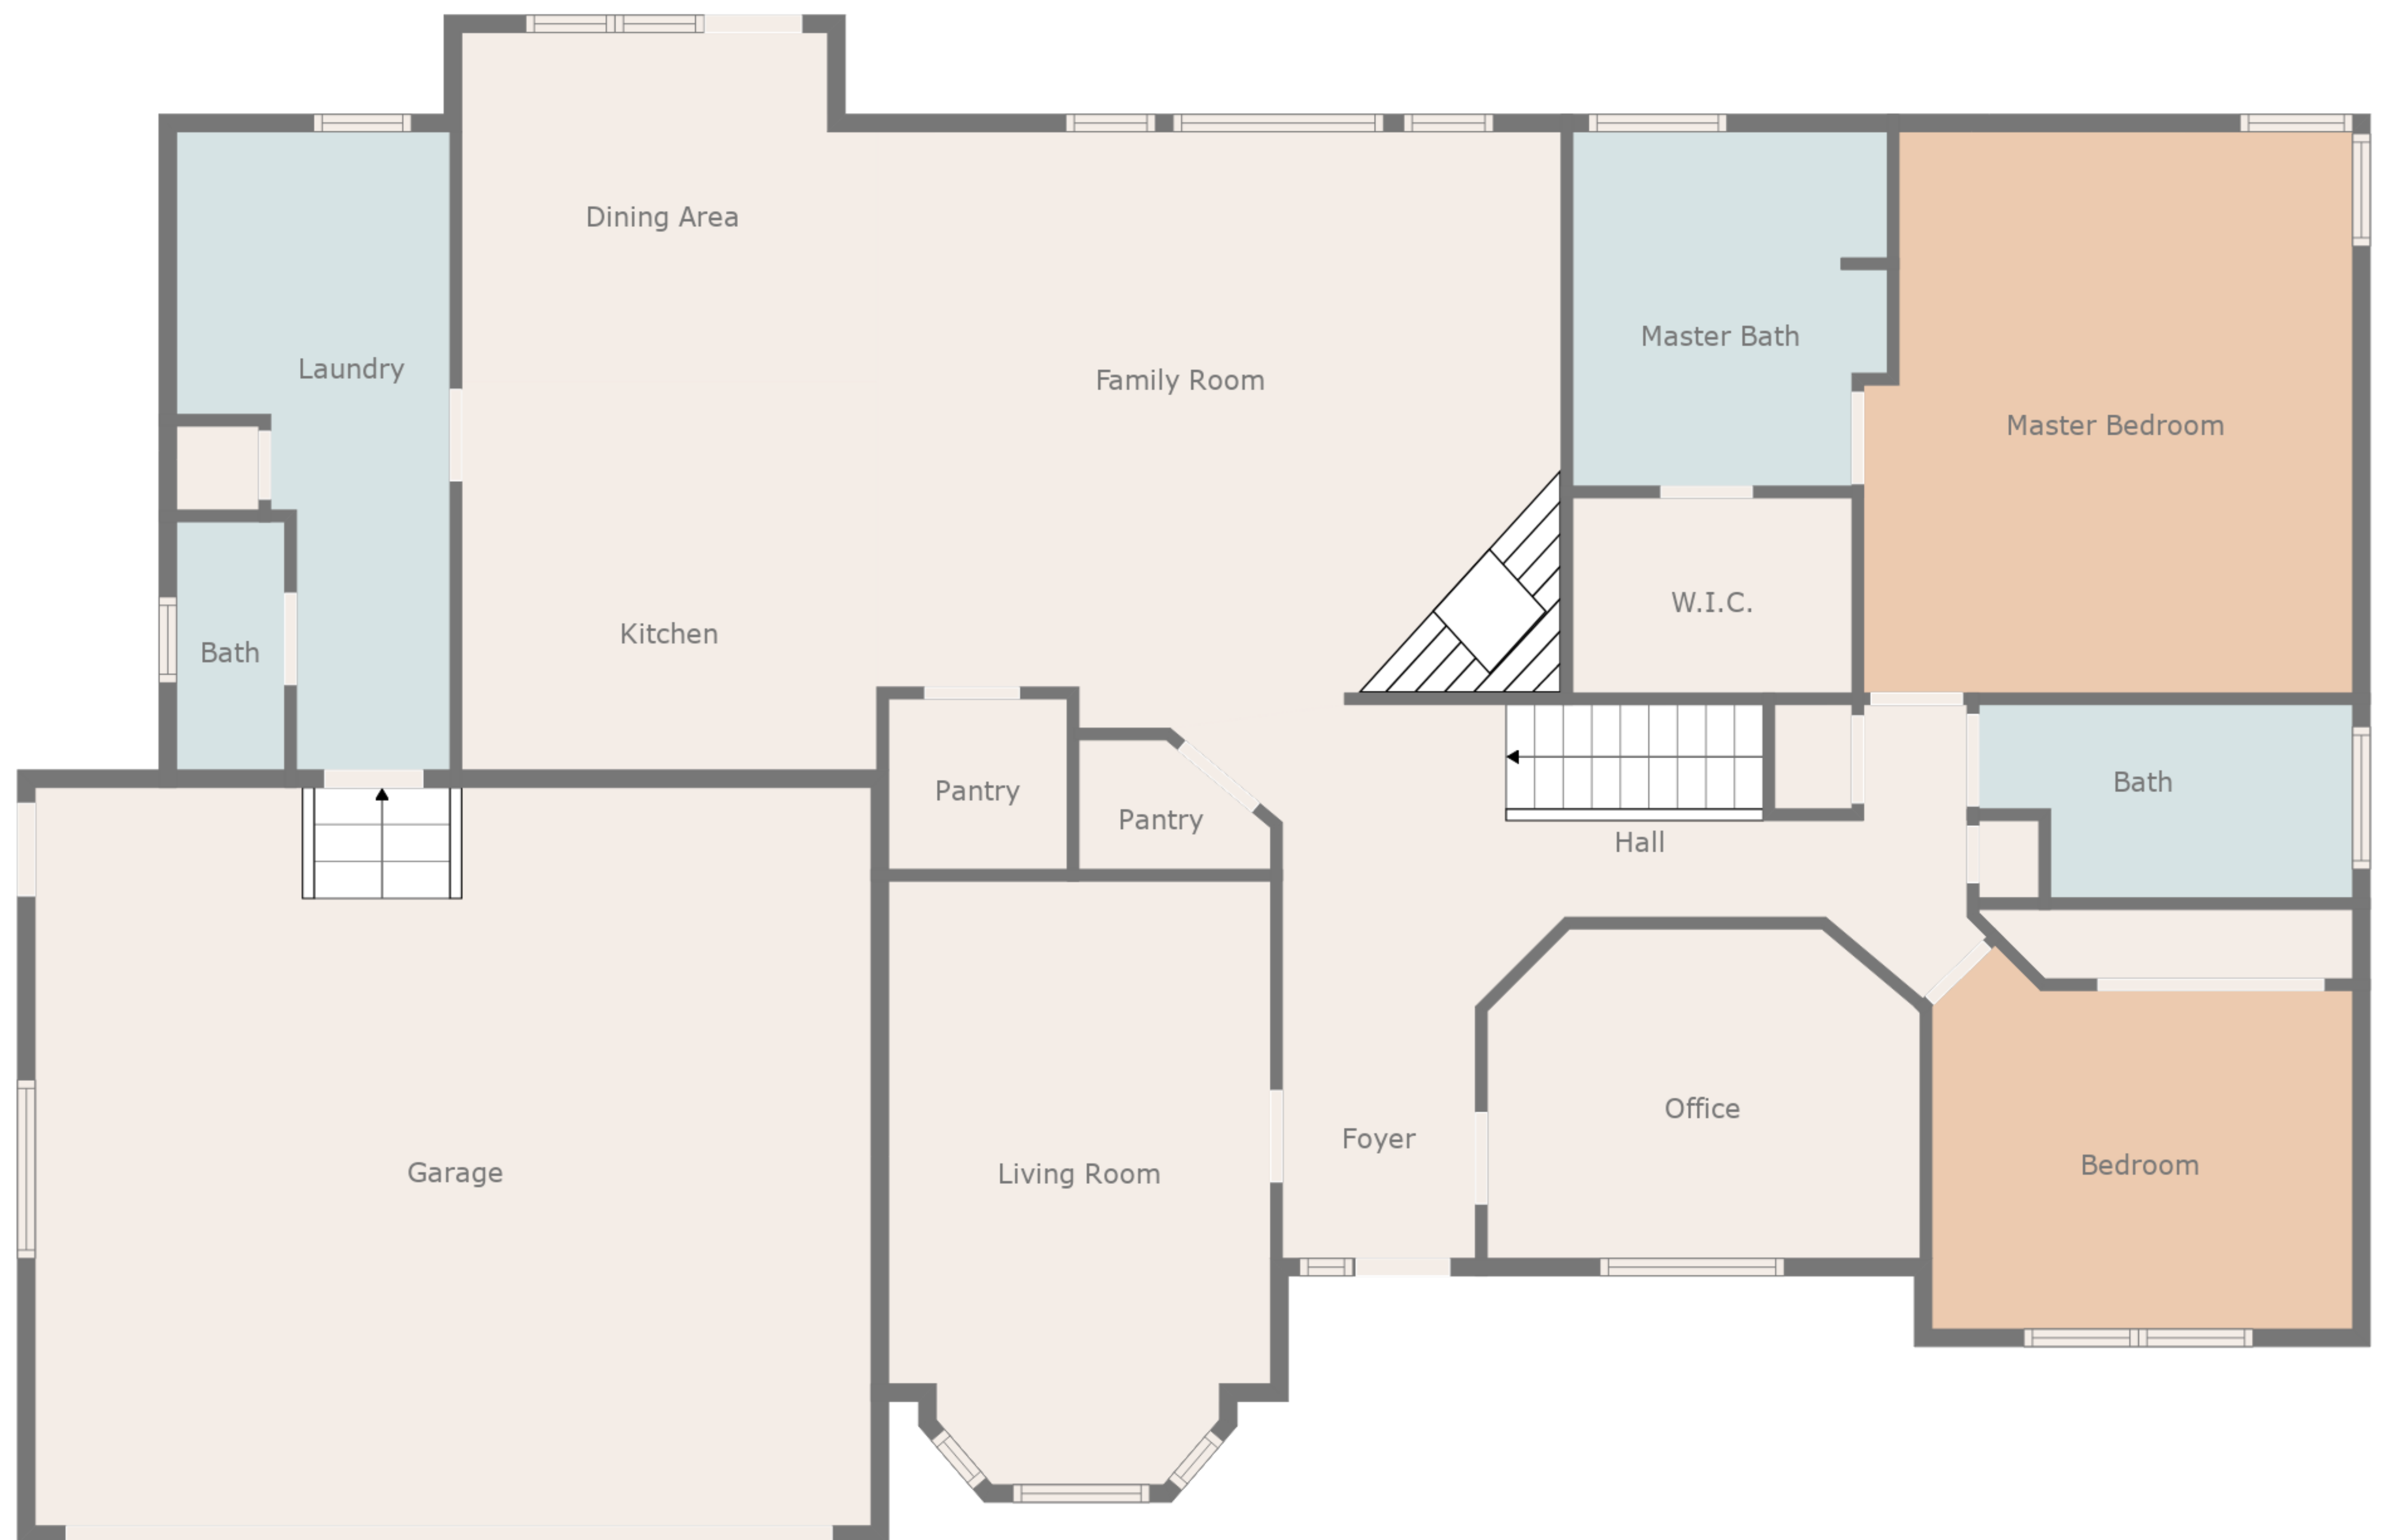 Dining Area
Laundry
Family Room
Master Bath
Master Bedroom
Kitchen
Bath
W.I.C.
Pantry
Pantry
Hall
Bath
Garage
Living Room
Foyer
Office
Bedroom